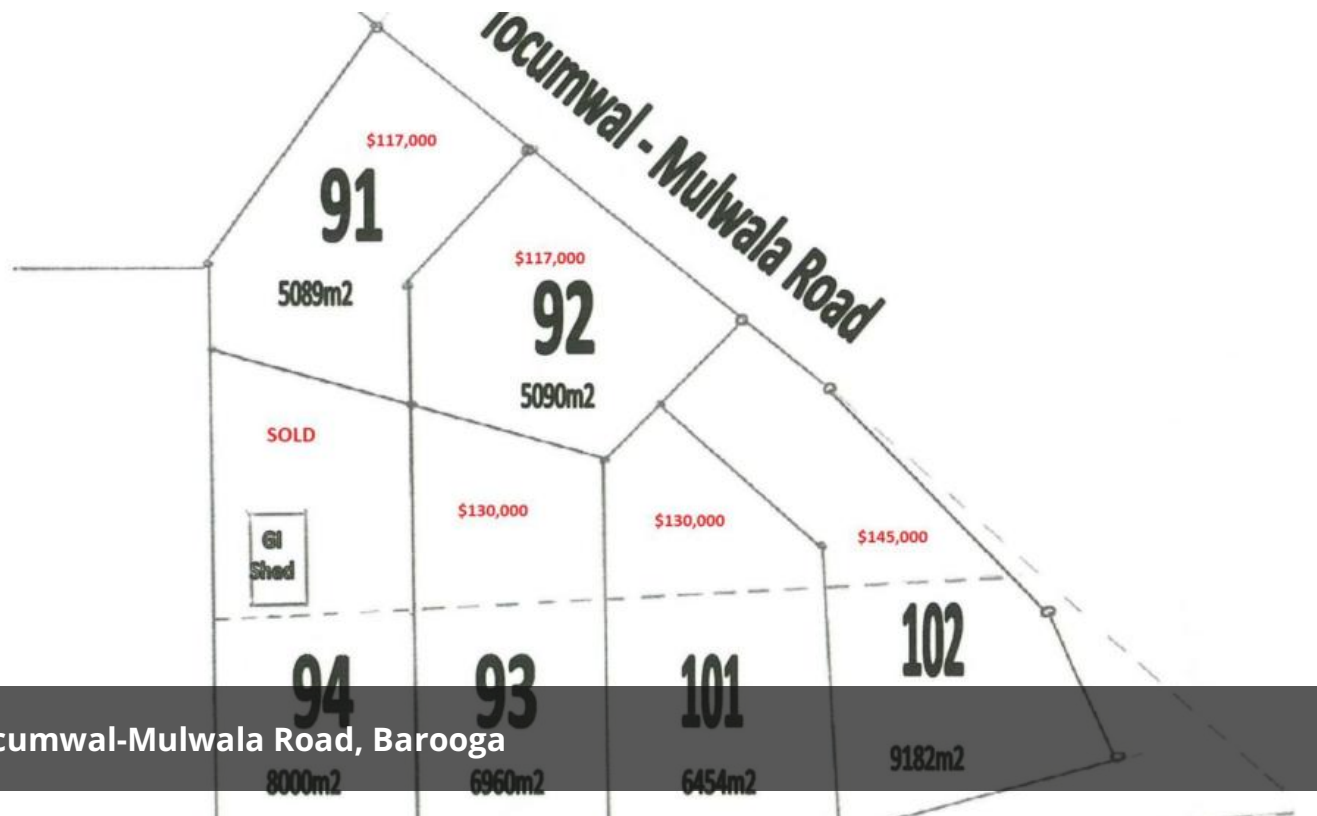 Tocumwal - Mulwala Road
$117,000
91
5089m2
$117,000
92
5090m2
SOLD
GI
Shed
$130,000
$130,000
$145,000
94
8000m2
93
6960m2
101
6454m2
102
9182m2
cumwal-Mulwala Road, Barooga